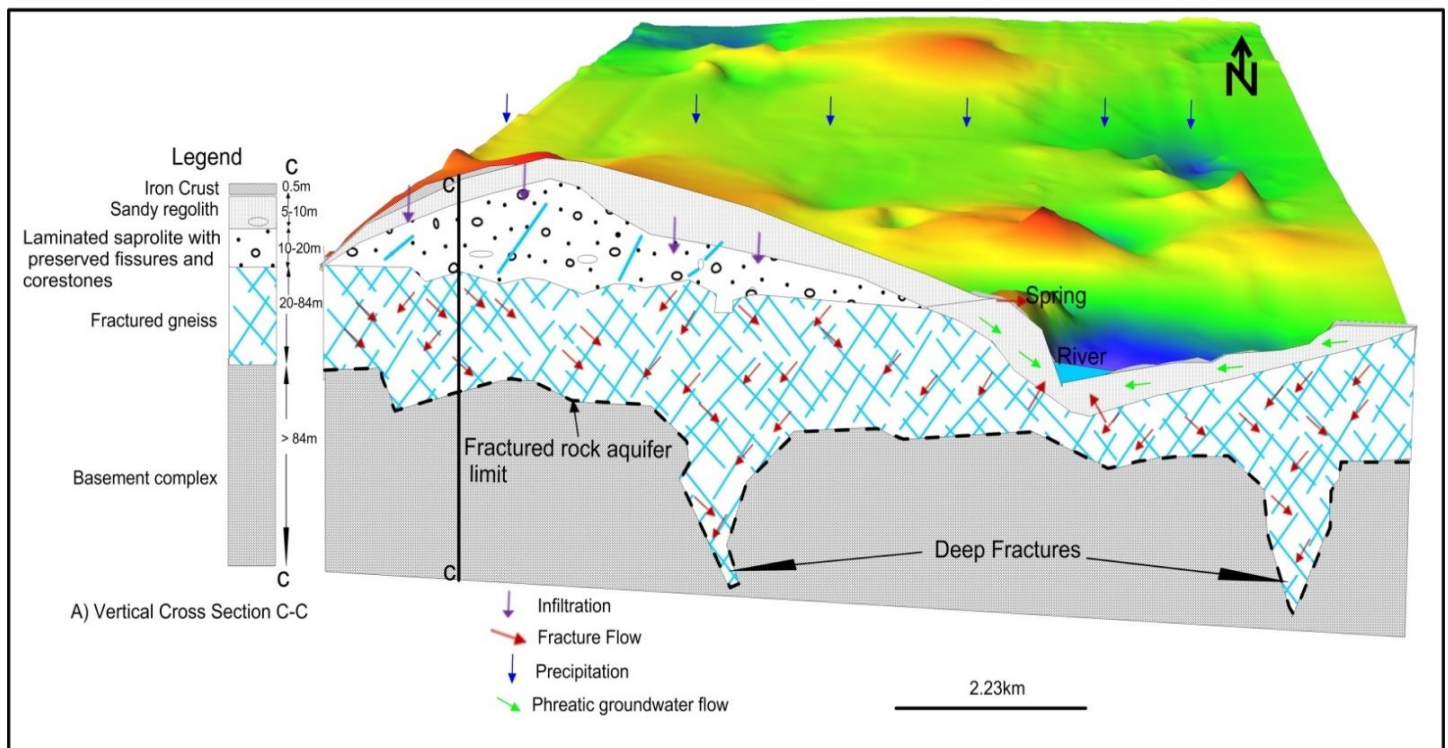 N
Legend
C
Iron Crust
0.5m
Sandy regolith
5-10m
Laminated saprolite with
preserved fissures and
corestones
10-20m
20-84m
Fractured gneiss
> 84m
Basement complex
C
A) Vertical Cross Section C-C
C
C
Spring
River
Fractured rock aquifer
limit
Deep Fractures
Infiltration
Fracture Flow
Precipitation
Phreatic groundwater flow
2.23km